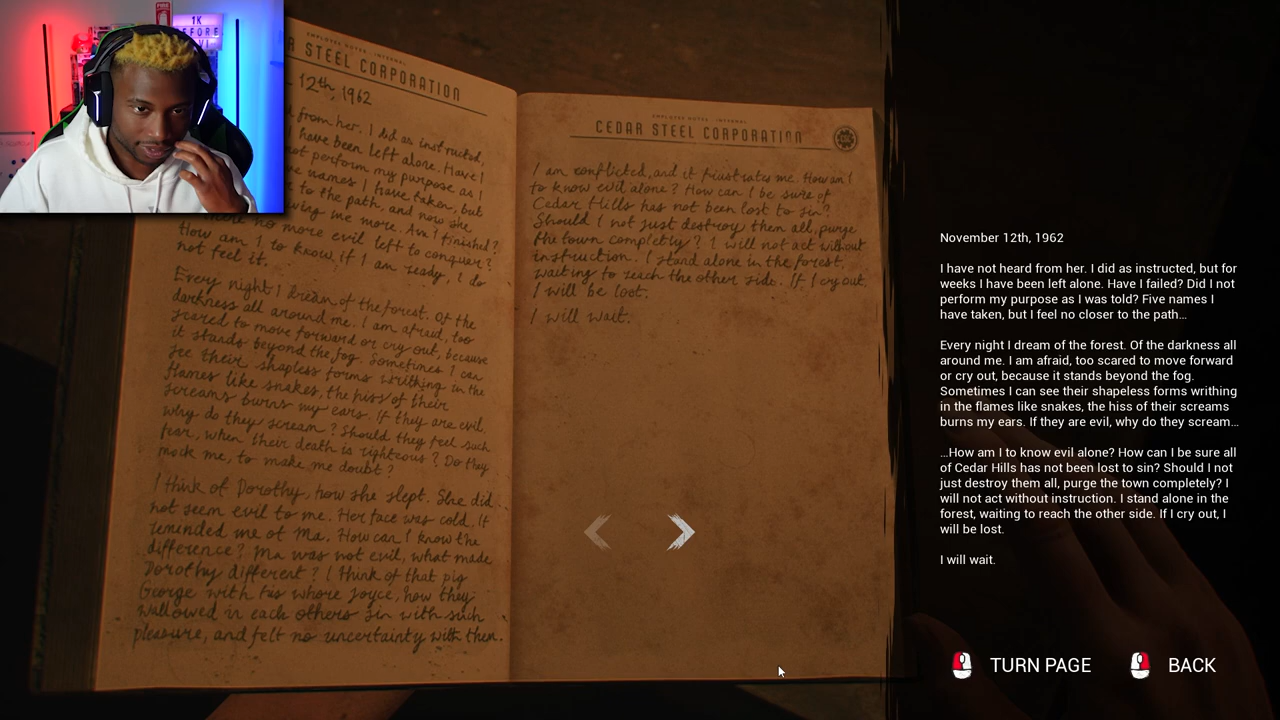 FIRE
1K
BEFORE
EMPLOYEE NOTES - INTERNAL
R STEEL CORPORATION
12th, 1962
from her. I did as instructed,
I have been left alone. Have I
not perform my purpose as I
names I have taken, but
to the path, and now she
me more. Am I finished?
no more evil left to conquer?
How am I to know if I am ready, I do
not feel it.
Every night I dream of the forest. Of the
darkness all around me. I am afraid, too
scared to move forward or cry out, because
it stands beyond the fog. Sometimes I can
see their shapless forms writhing in the
flames like snakes, the hiss of their
screams burns my ears. If they are evil,
why do they scream? Should they feel such
fear, when their death is righteous? Do they
mock me, to make me doubt?
I think of Dorothy, how she slept. She did
not seem evil to me. Her face was cold. It
reminded me of Ma. How can I know the
difference? Ma was not evil, what made
Dorothy different? I think of that pig
George with his whore Joyce, how they
wallowed in each others sin with such
pleasure, and felt no uncertainty with them.
EMPLOYEE NOTES - INTERNAL
CEDAR STEEL CORPORATION
I am conflicted, and it frustrates me. How am I
to know evil alone? How can I be sure of
Cedar Hills has not been lost to sin?
Should I not just destroy them all, purge
the town completly? I will not act without
instruction. I stand alone in the forest,
waiting to reach the other side. If I cry out,
I will be lost.
I will wait.
November 12th, 1962
I have not heard from her. I did as instructed, but for
weeks I have been left alone. Have I failed? Did I not
perform my purpose as I was told? Five names I
have taken, but I feel no closer to the path...
Every night I dream of the forest. Of the darkness all
around me. I am afraid, too scared to move forward
or cry out, because it stands beyond the fog.
Sometimes I can see their shapeless forms writhing
in the flames like snakes, the hiss of their screams
burns my ears. If they are evil, why do they scream...
...How am I to know evil alone? How can I be sure all
of Cedar Hills has not been lost to sin? Should I not
just destroy them all, purge the town completely? I
will not act without instruction. I stand alone in the
forest, waiting to reach the other side. If I cry out, I
will be lost.
I will wait.
TURN PAGE
BACK